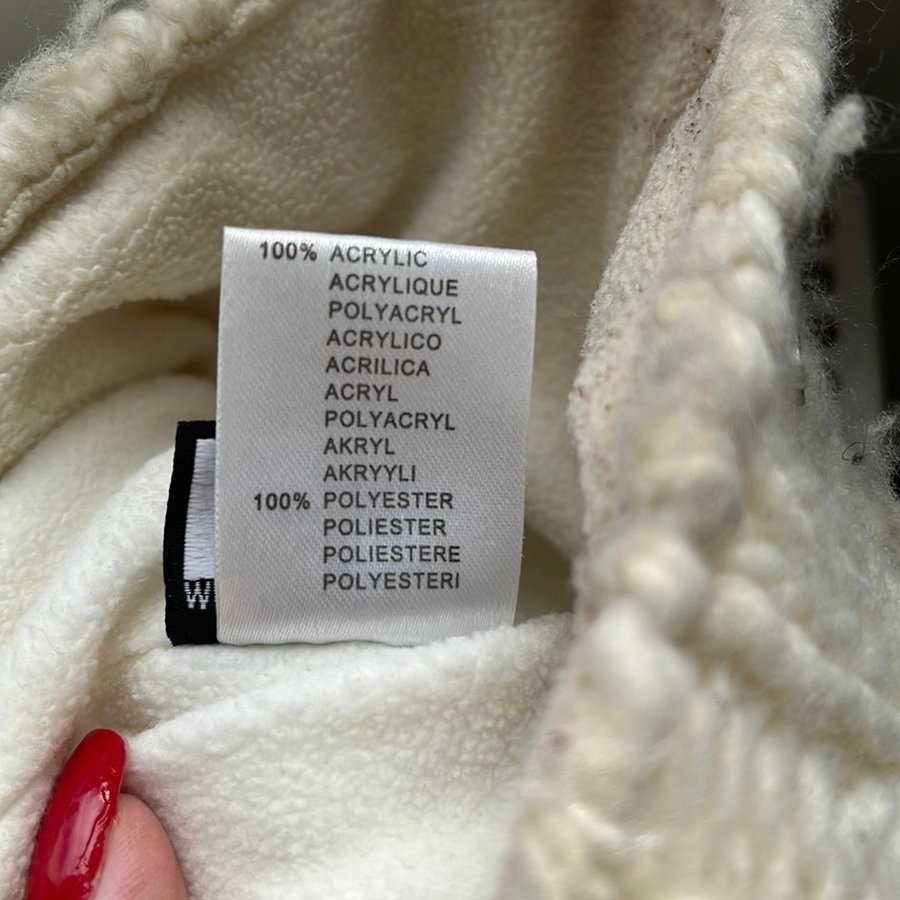 100% ACRYLIC
ACRYLIQUE
POLYACRYL
ACRYLICO
ACRILICA
ACRYL
POLYACRYL
AKRYL
AKRYYLI
100% POLYESTER
POLIESTER
POLIESTERE
POLYESTERI